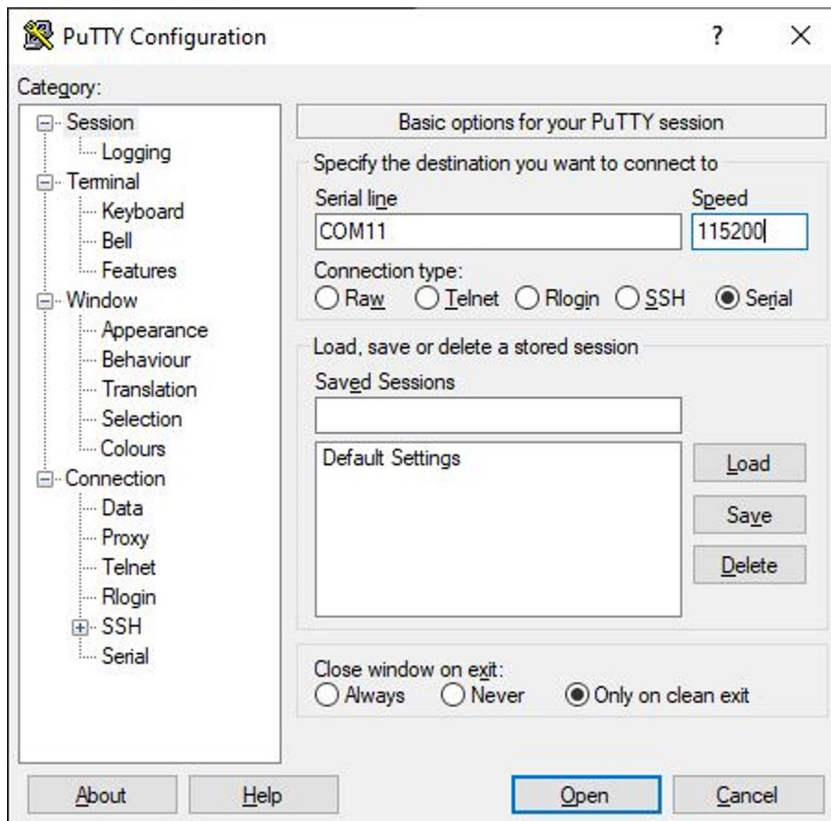 PuTTY Configuration
?
Category:
Session
Logging
Terminal
Keyboard
Bell
Features
Window
Appearance
Behaviour
Translation
Selection
Colours
Connection
Data
Proxy
Telnet
Rlogin
SSH
Serial
Basic options for your PuTTY session
Specify the destination you want to connect to
Serial line Speed
COM11 115200
Connection type:
Raw Telnet Rlogin SSH Serial
Load, save or delete a stored session
Saved Sessions
Default Settings
Load
Save
Delete
Close window on exit:
Always Never Only on clean exit
About Help Open Cancel